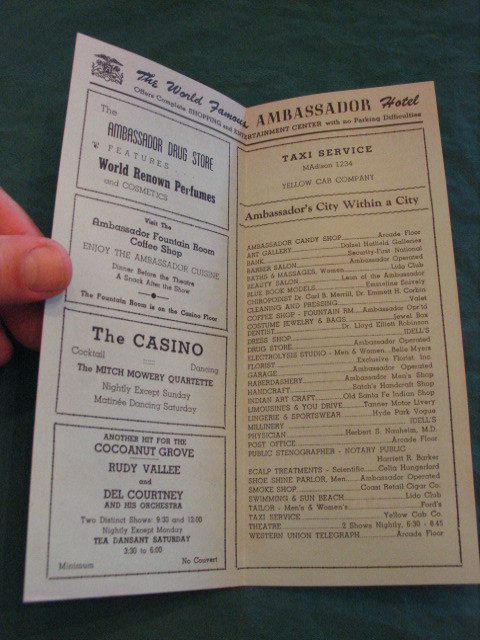 The World Famous AMBASSADOR Hotel
Offers Complete SHOPPING and ENTERTAINMENT CENTER with no Parking Difficulties
The
AMBASSADOR DRUG STORE
FEATURES
World Renown Perfumes
and COSMETICS
Visit The
Ambassador Fountain Room
Coffee Shop
ENJOY THE AMBASSADOR CUISINE
Dinner Before the Theatre
A Snack After the Show
The Fountain Room is on the Casino Floor
The CASINO
Cocktail Dancing
The MITCH MOWERY QUARTETTE
Nightly Except Sunday
Matinée Dancing Saturday
ANOTHER HIT FOR THE
COCOANUT GROVE
RUDY VALLEE
and
DEL COURTNEY
AND HIS ORCHESTRA
Two Distinct Shows: 9:30 and 12:00
Nightly Except Monday
TEA DANSANT SATURDAY
3:30 to 6:00
Minimum No Couvert
TAXI SERVICE
MAdison 1234
YELLOW CAB COMPANY
Ambassador's City Within a City
AMBASSADOR CANDY SHOP Arcade Floor
ART GALLERY Dalzel Hatfield Galleries
BANK Security-First National
BARBER SALON Ambassador Operated
BATHS & MASSAGES, Women Lido Club
BEAUTY SALON Leon of the Ambassador
BLUE BOOK MODELS Emmeline Snively
CHIROPODIST Dr. Carl B. Merrill, Dr. Emmett H. Corbin
CLEANING AND PRESSING Valet
COFFEE SHOP - FOUNTAIN RM. Ambassador Opr'td
COSTUME JEWELRY & BAGS Jewel Box
DENTIST Dr. Lloyd Elliott Robinson
DRESS SHOP IDELL'S
DRUG STORE Ambassador Operated
ELECTROLYSIS STUDIO - Men & Women Bella Myers
FLORIST Exclusive Florist, Inc.
GARAGE Ambassador Operated
HABERDASHERY Ambassador Men's Shop
HANDCRAFT Handcraft Shop
INDIAN ART CRAFT Old Santa Fe Indian Shop
LIMOUSINES & YOU DRIVE Tanner Motor Livery
LINGERIE & SPORTSWEAR Hyde Park Vogue
MILLINERY IDELL'S
PHYSICIAN Herbert S. Nauheim, M.D.
POST OFFICE Arcade Floor
PUBLIC STENOGRAPHER - NOTARY PUBLIC
Harriett R. Barker
SCALP TREATMENTS - Scientific Celia Hungerford
SHOE SHINE PARLOR, Men Ambassador Operated
SMOKE SHOP Coast Retail Cigar Co.
SWIMMING & SUN BEACH Lido Club
TAILOR - Men's & Women's Ford's
TAXI SERVICE Yellow Cab Co.
THEATRE 2 Shows Nightly, 6:30 - 8:45
WESTERN UNION TELEGRAPH Arcade Floor